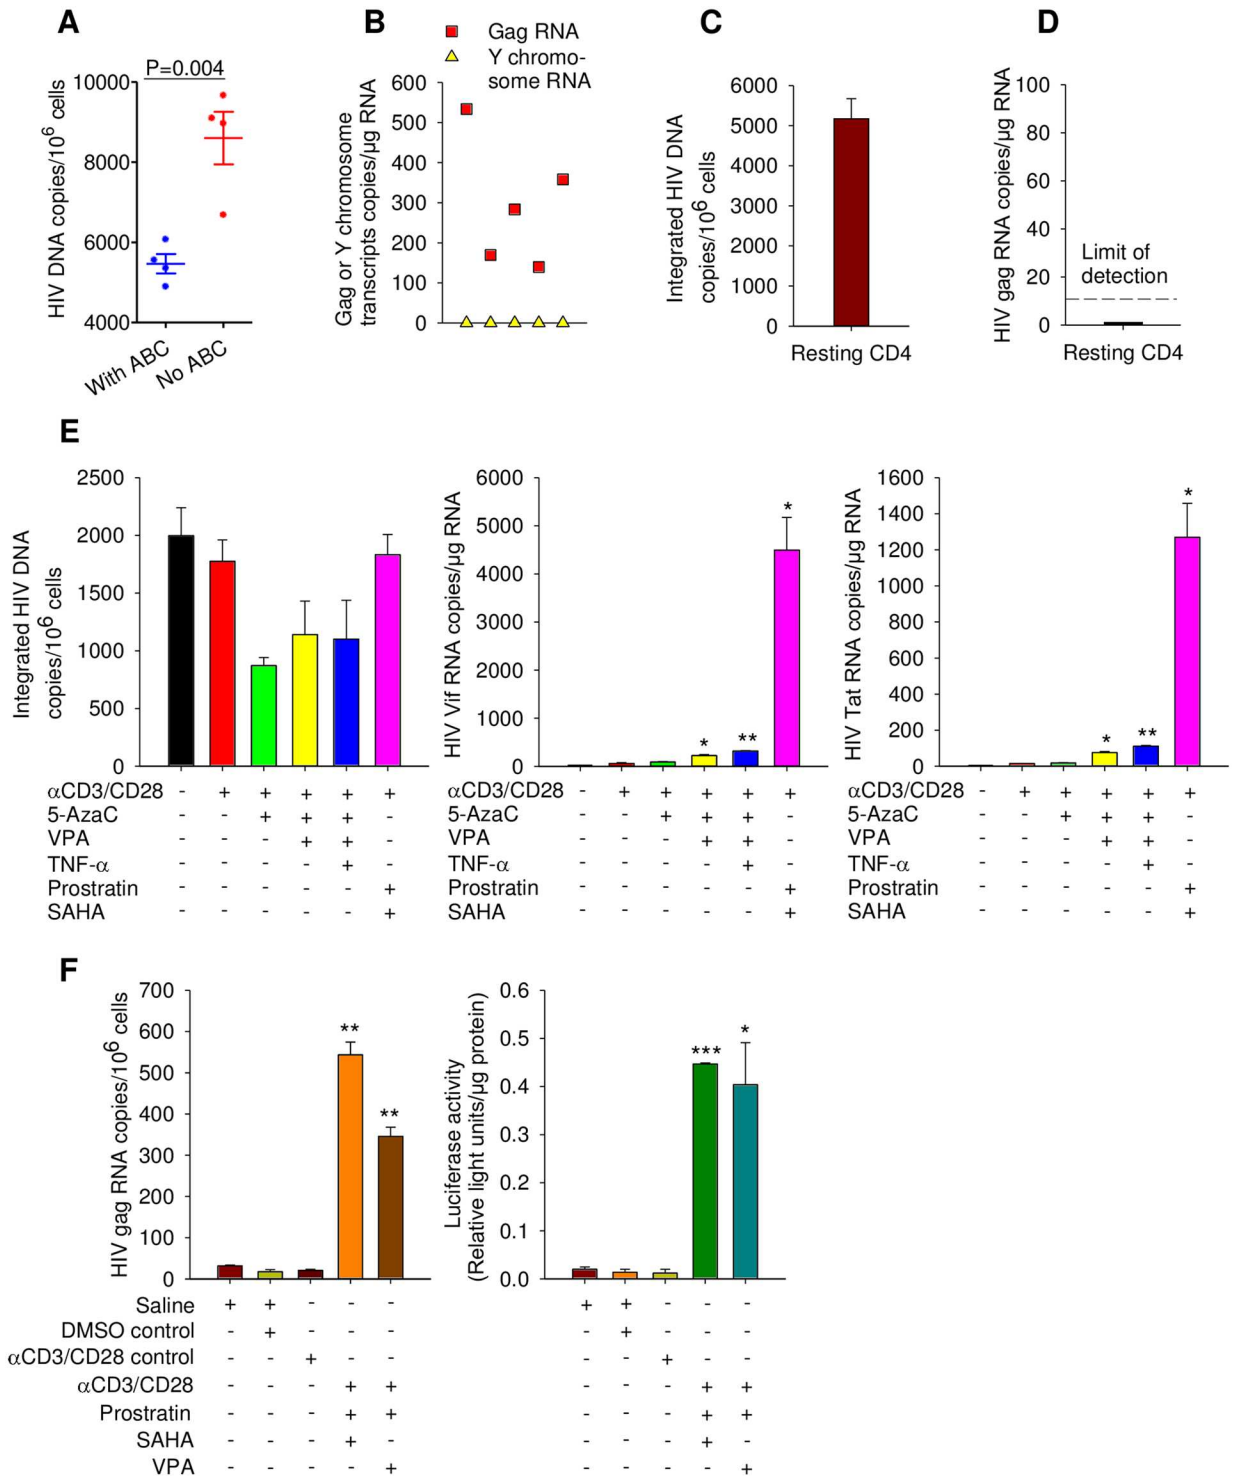 A
P=0.004
HIV DNA copies/10⁶ cells
10000
8000
6000
4000
With ABC
No ABC
B
Gag RNA
Y chromo-
some RNA
Gag or Y chromosome
transcripts copies/µg RNA
600
500
400
300
200
100
0
C
Integrated HIV DNA
copies/10⁶ cells
6000
5000
4000
3000
2000
1000
0
Resting CD4
D
HIV gag RNA copies/µg RNA
100
80
60
40
20
0
Limit of
detection
Resting CD4
E
Integrated HIV DNA
copies/10⁶ cells
2500
2000
1500
1000
500
0
αCD3/CD28 - + + + + +
5-AzaC - - + + + -
VPA - - - + + -
TNF-α - - - - + -
Prostratin - - - - - +
SAHA - - - - - +
HIV Vif RNA copies/µg RNA
6000
5000
4000
3000
2000
1000
0
* ** *
αCD3/CD28 - + + + + +
5-AzaC - - + + + -
VPA - - - + + -
TNF-α - - - - + -
Prostratin - - - - - +
SAHA - - - - - +
HIV Tat RNA copies/µg RNA
1600
1400
1200
1000
800
600
400
200
0
* ** *
αCD3/CD28 - + + + + +
5-AzaC - - + + + -
VPA - - - + + -
TNF-α - - - - + -
Prostratin - - - - - +
SAHA - - - - - +
F
HIV gag RNA copies/10⁶ cells
700
600
500
400
300
200
100
0
** **
Luciferase activity
(Relative light units/µg protein)
0.6
0.5
0.4
0.3
0.2
0.1
0.0
*** *
Saline + + - - - + + - - -
DMSO control - + - - - - + - - -
αCD3/CD28 control - - + - - - - + - -
αCD3/CD28 - - - + + - - - + +
Prostratin - - - + + - - - + +
SAHA - - - + - - - - + -
VPA - - - - + - - - - +